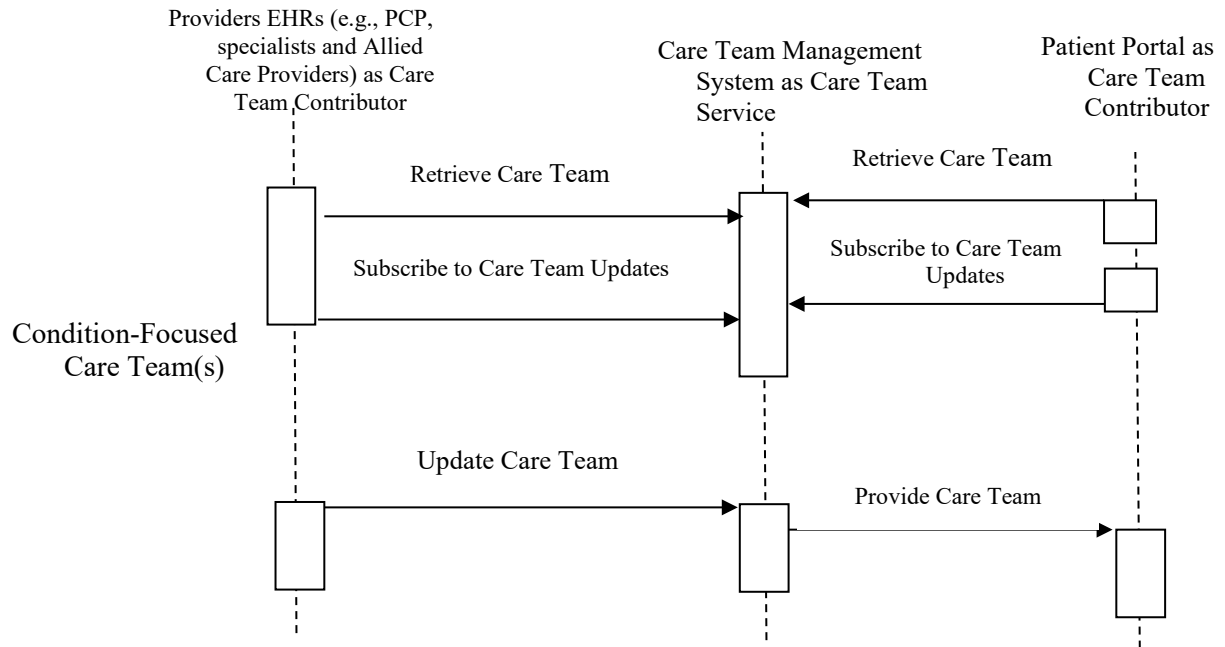 Providers EHRs (e.g., PCP,
specialists and Allied
Care Providers) as Care
Team Contributor
Care Team Management
System as Care Team
Service
Patient Portal as
Care Team
Contributor
Retrieve Care Team
Retrieve Care Team
Subscribe to Care Team Updates
Subscribe to Care Team
Updates
Condition-Focused
Care Team(s)
Update Care Team
Provide Care Team